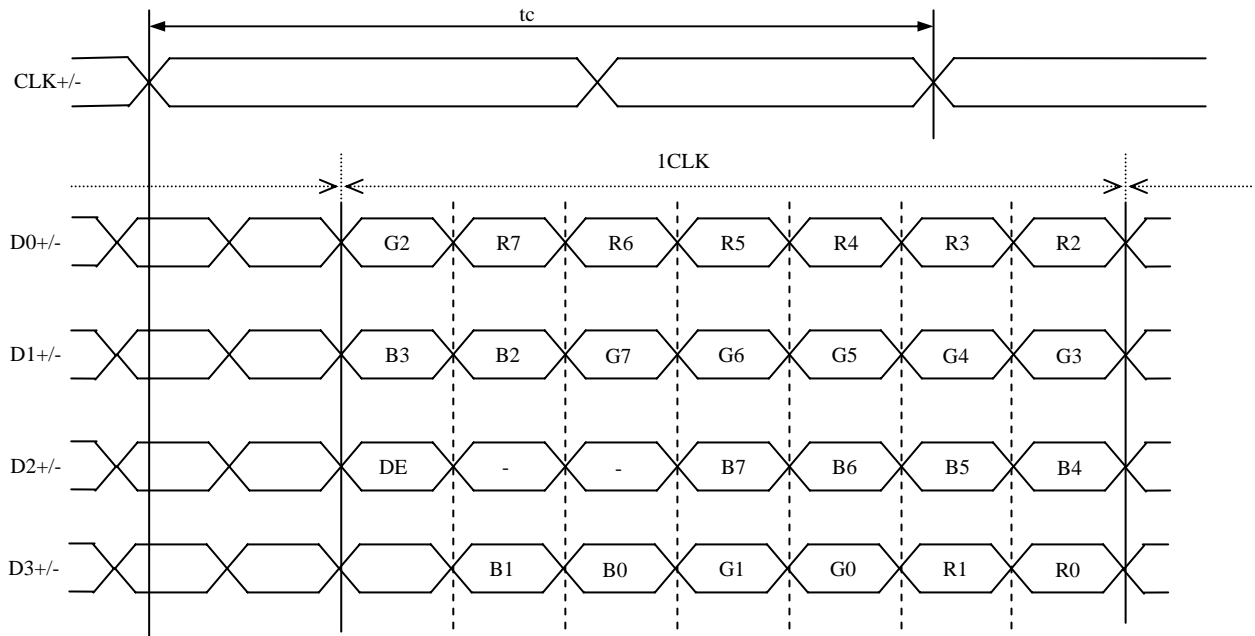 tc
CLK+/-
1CLK
D0+/- G2 R7 R6 R5 R4 R3 R2
D1+/- B3 B2 G7 G6 G5 G4 G3
D2+/- DE - - B7 B6 B5 B4
D3+/- B1 B0 G1 G0 R1 R0